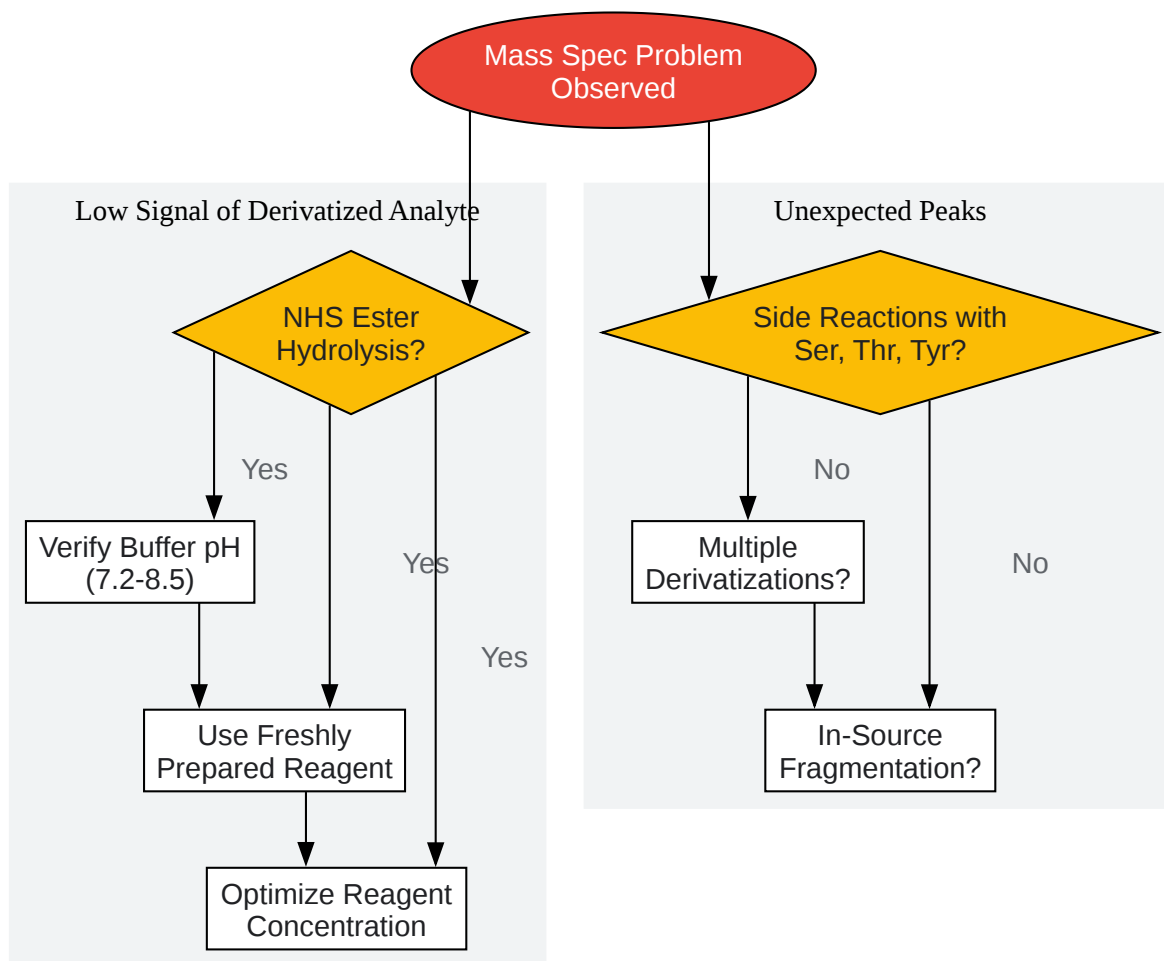 Mass Spec Problem
Observed
Low Signal of Derivatized Analyte
Unexpected Peaks
NHS Ester
Hydrolysis?
Side Reactions with
Ser, Thr, Tyr?
Yes
No
Verify Buffer pH
(7.2-8.5)
Yes
Multiple
Derivatizations?
No
Yes
Use Freshly
Prepared Reagent
In-Source
Fragmentation?
Optimize Reagent
Concentration